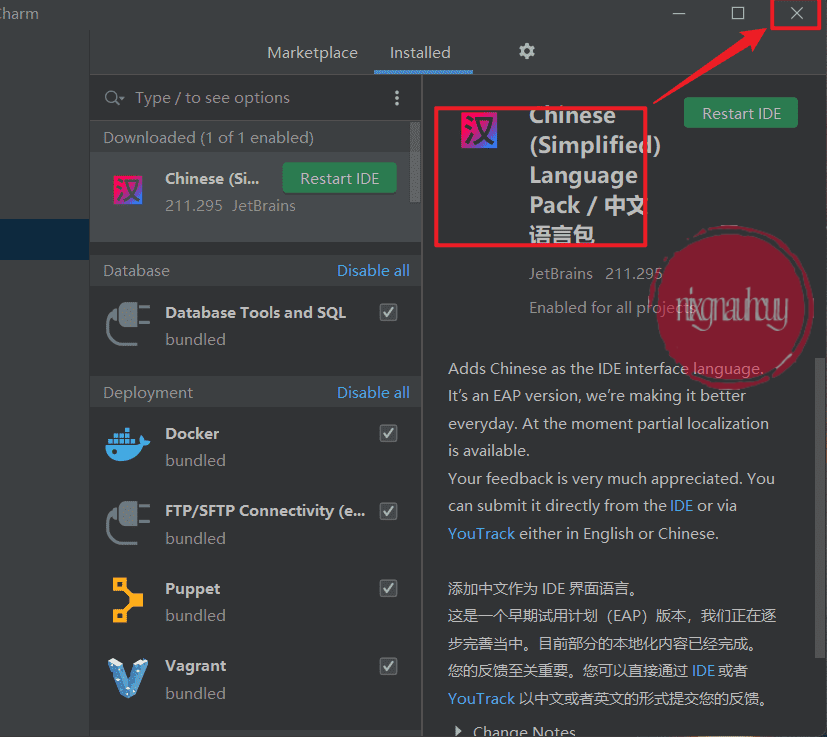 Charm
Marketplace
Installed
Type / to see options
Downloaded (1 of 1 enabled)
汉
Chinese (Si...
Restart IDE
211.295 JetBrains
Database
Disable all
Database Tools and SQL
bundled
Deployment
Disable all
Docker
bundled
FTP/SFTP Connectivity (e...
bundled
Puppet
bundled
Vagrant
bundled
汉
Chinese
(Simplified)
Language
Pack / 中文
语言包
Restart IDE
JetBrains 211.295
Enabled for all projects
Adds Chinese as the IDE interface language.
It's an EAP version, we're making it better
everyday. At the moment partial localization
is available.
Your feedback is very much appreciated. You
can submit it directly from the IDE or via
YouTrack either in English or Chinese.
添加中文作为 IDE 界面语言。
这是一个早期试用计划（EAP）版本，我们正在逐
步完善当中。目前部分的本地化内容已经完成。
您的反馈至关重要。您可以直接通过 IDE 或者
YouTrack 以中文或者英文的形式提交您的反馈。
Change Notes